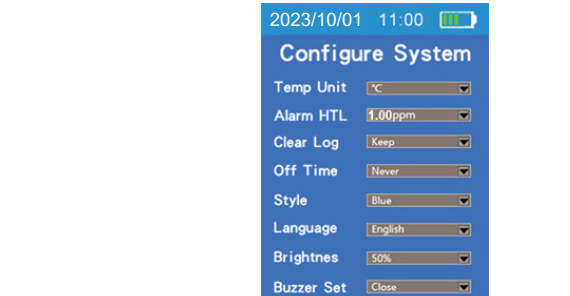 2023/10/01 11:00
Configure System
Temp Unit ℃
Alarm HTL 1.00ppm
Clear Log Keep
Off Time Never
Style Blue
Language English
Brightnes 50%
Buzzer Set Close